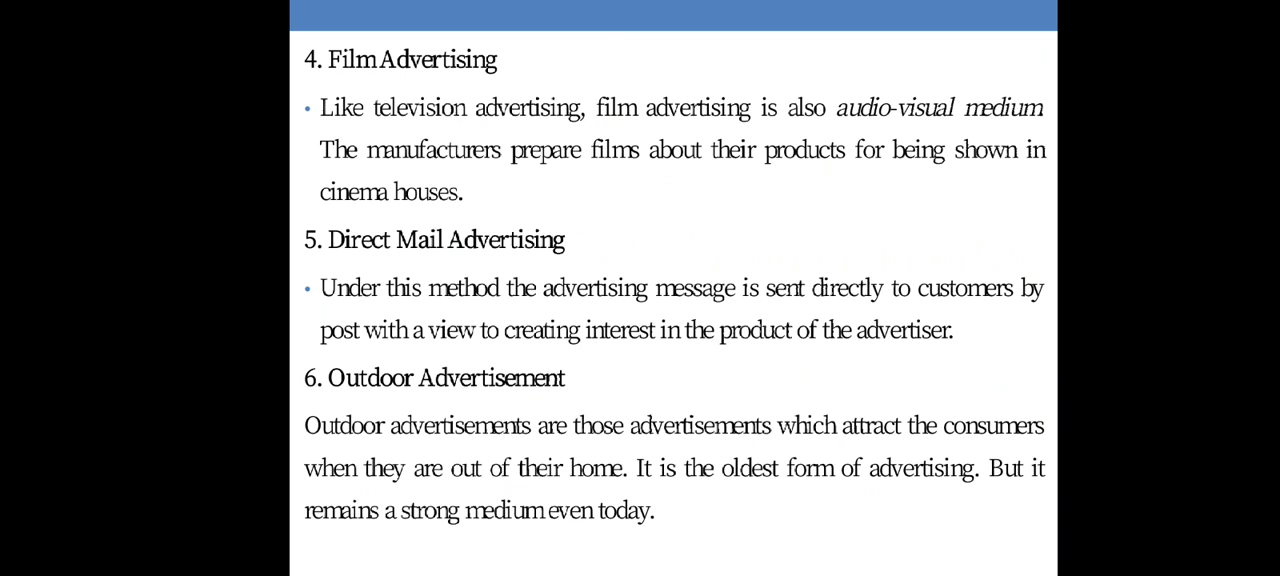 4. Film Advertising
• Like television advertising, film advertising is also audio-visual medium.
The manufacturers prepare films about their products for being shown in
cinema houses.
5. Direct Mail Advertising
• Under this method the advertising message is sent directly to customers by
post with a view to creating interest in the product of the advertiser.
6. Outdoor Advertisement
Outdoor advertisements are those advertisements which attract the consumers
when they are out of their home. It is the oldest form of advertising. But it
remains a strong medium even today.